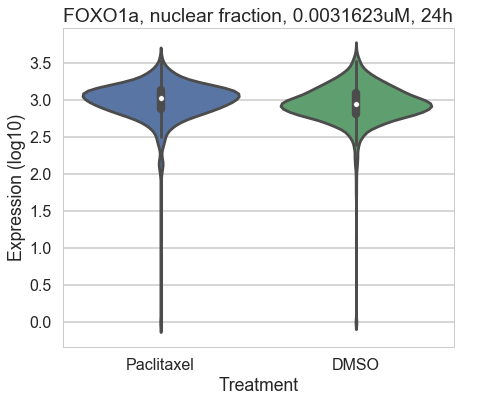 FOXO1a, nuclear fraction, 0.0031623uM, 24h
Expression (log10)
3.5
3.0
2.5
2.0
1.5
1.0
0.5
0.0
Paclitaxel DMSO
Treatment